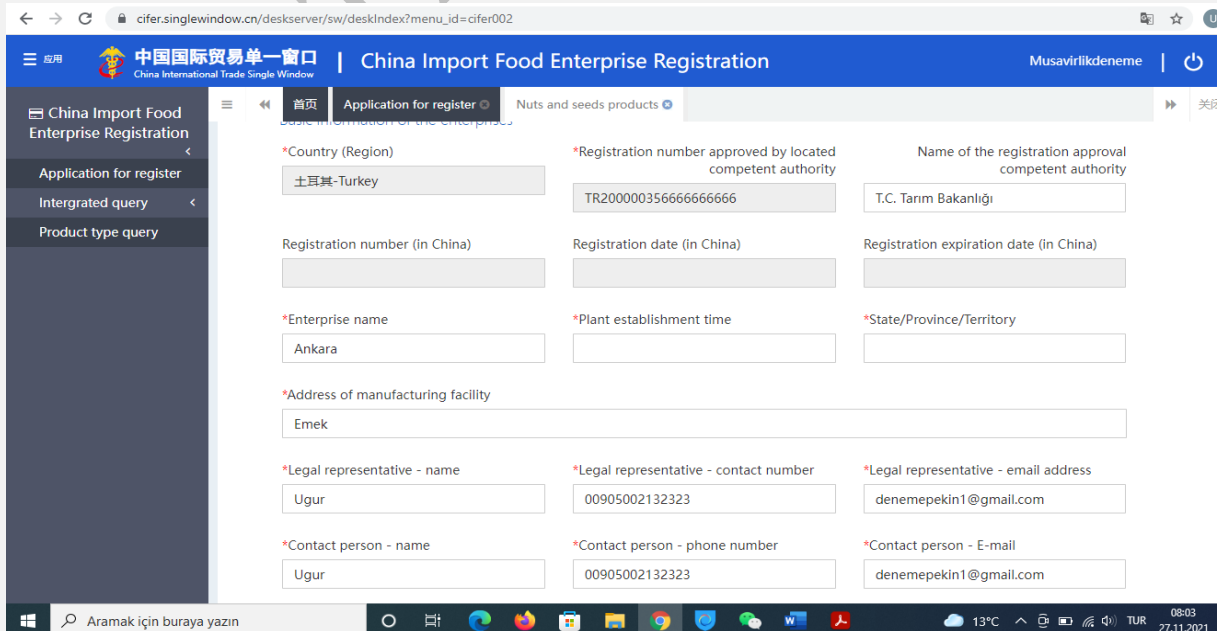 cifer.singlewindow.cn/deskserver/sw/deskIndex?menu_id=cifer002
应用
中国国际贸易单一窗口 | China Import Food Enterprise Registration
China International Trade Single Window
Musavirlikdeneme
China Import Food
Enterprise Registration
Application for register
Intergrated query
Product type query
首页 Application for register Nuts and seeds products 关闭
Basic information of the enterprises
*Country (Region) *Registration number approved by located competent authority Name of the registration approval competent authority
土耳其-Turkey TR200000356666666666 T.C. Tarım Bakanlığı
Registration number (in China) Registration date (in China) Registration expiration date (in China)
*Enterprise name *Plant establishment time *State/Province/Territory
Ankara
*Address of manufacturing facility
Emek
*Legal representative - name *Legal representative - contact number *Legal representative - email address
Ugur 00905002132323 denemepekin1@gmail.com
*Contact person - name *Contact person - phone number *Contact person - E-mail
Ugur 00905002132323 denemepekin1@gmail.com
Aramak için buraya yazın 13°C TUR 08:03
27.11.2021